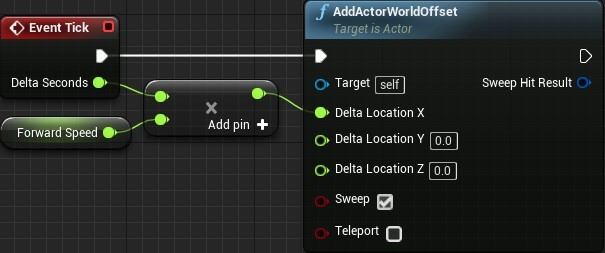 Event Tick
Delta Seconds
Forward Speed
Add pin
AddActorWorldOffset
Target is Actor
Target self
Sweep Hit Result
Delta Location X
Delta Location Y 0.0
Delta Location Z 0.0
Sweep
Teleport